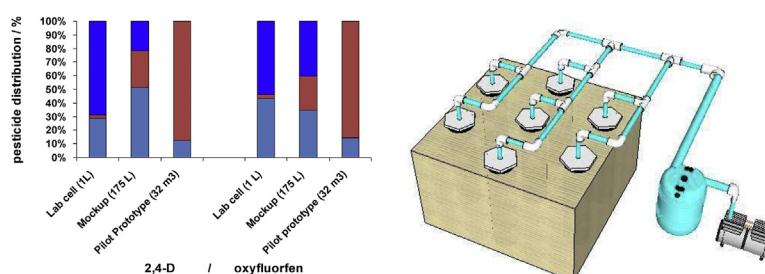 pesticide distribution / %
100%
90%
80%
70%
60%
50%
40%
30%
20%
10%
0%
Lab cell (1L)
Mockup (175 L)
Pilot Prototype (32 m3)
Lab cell (1 L)
Mockup (175 L)
Pilot prototype (32 m3)
2,4-D / oxyfluorfen